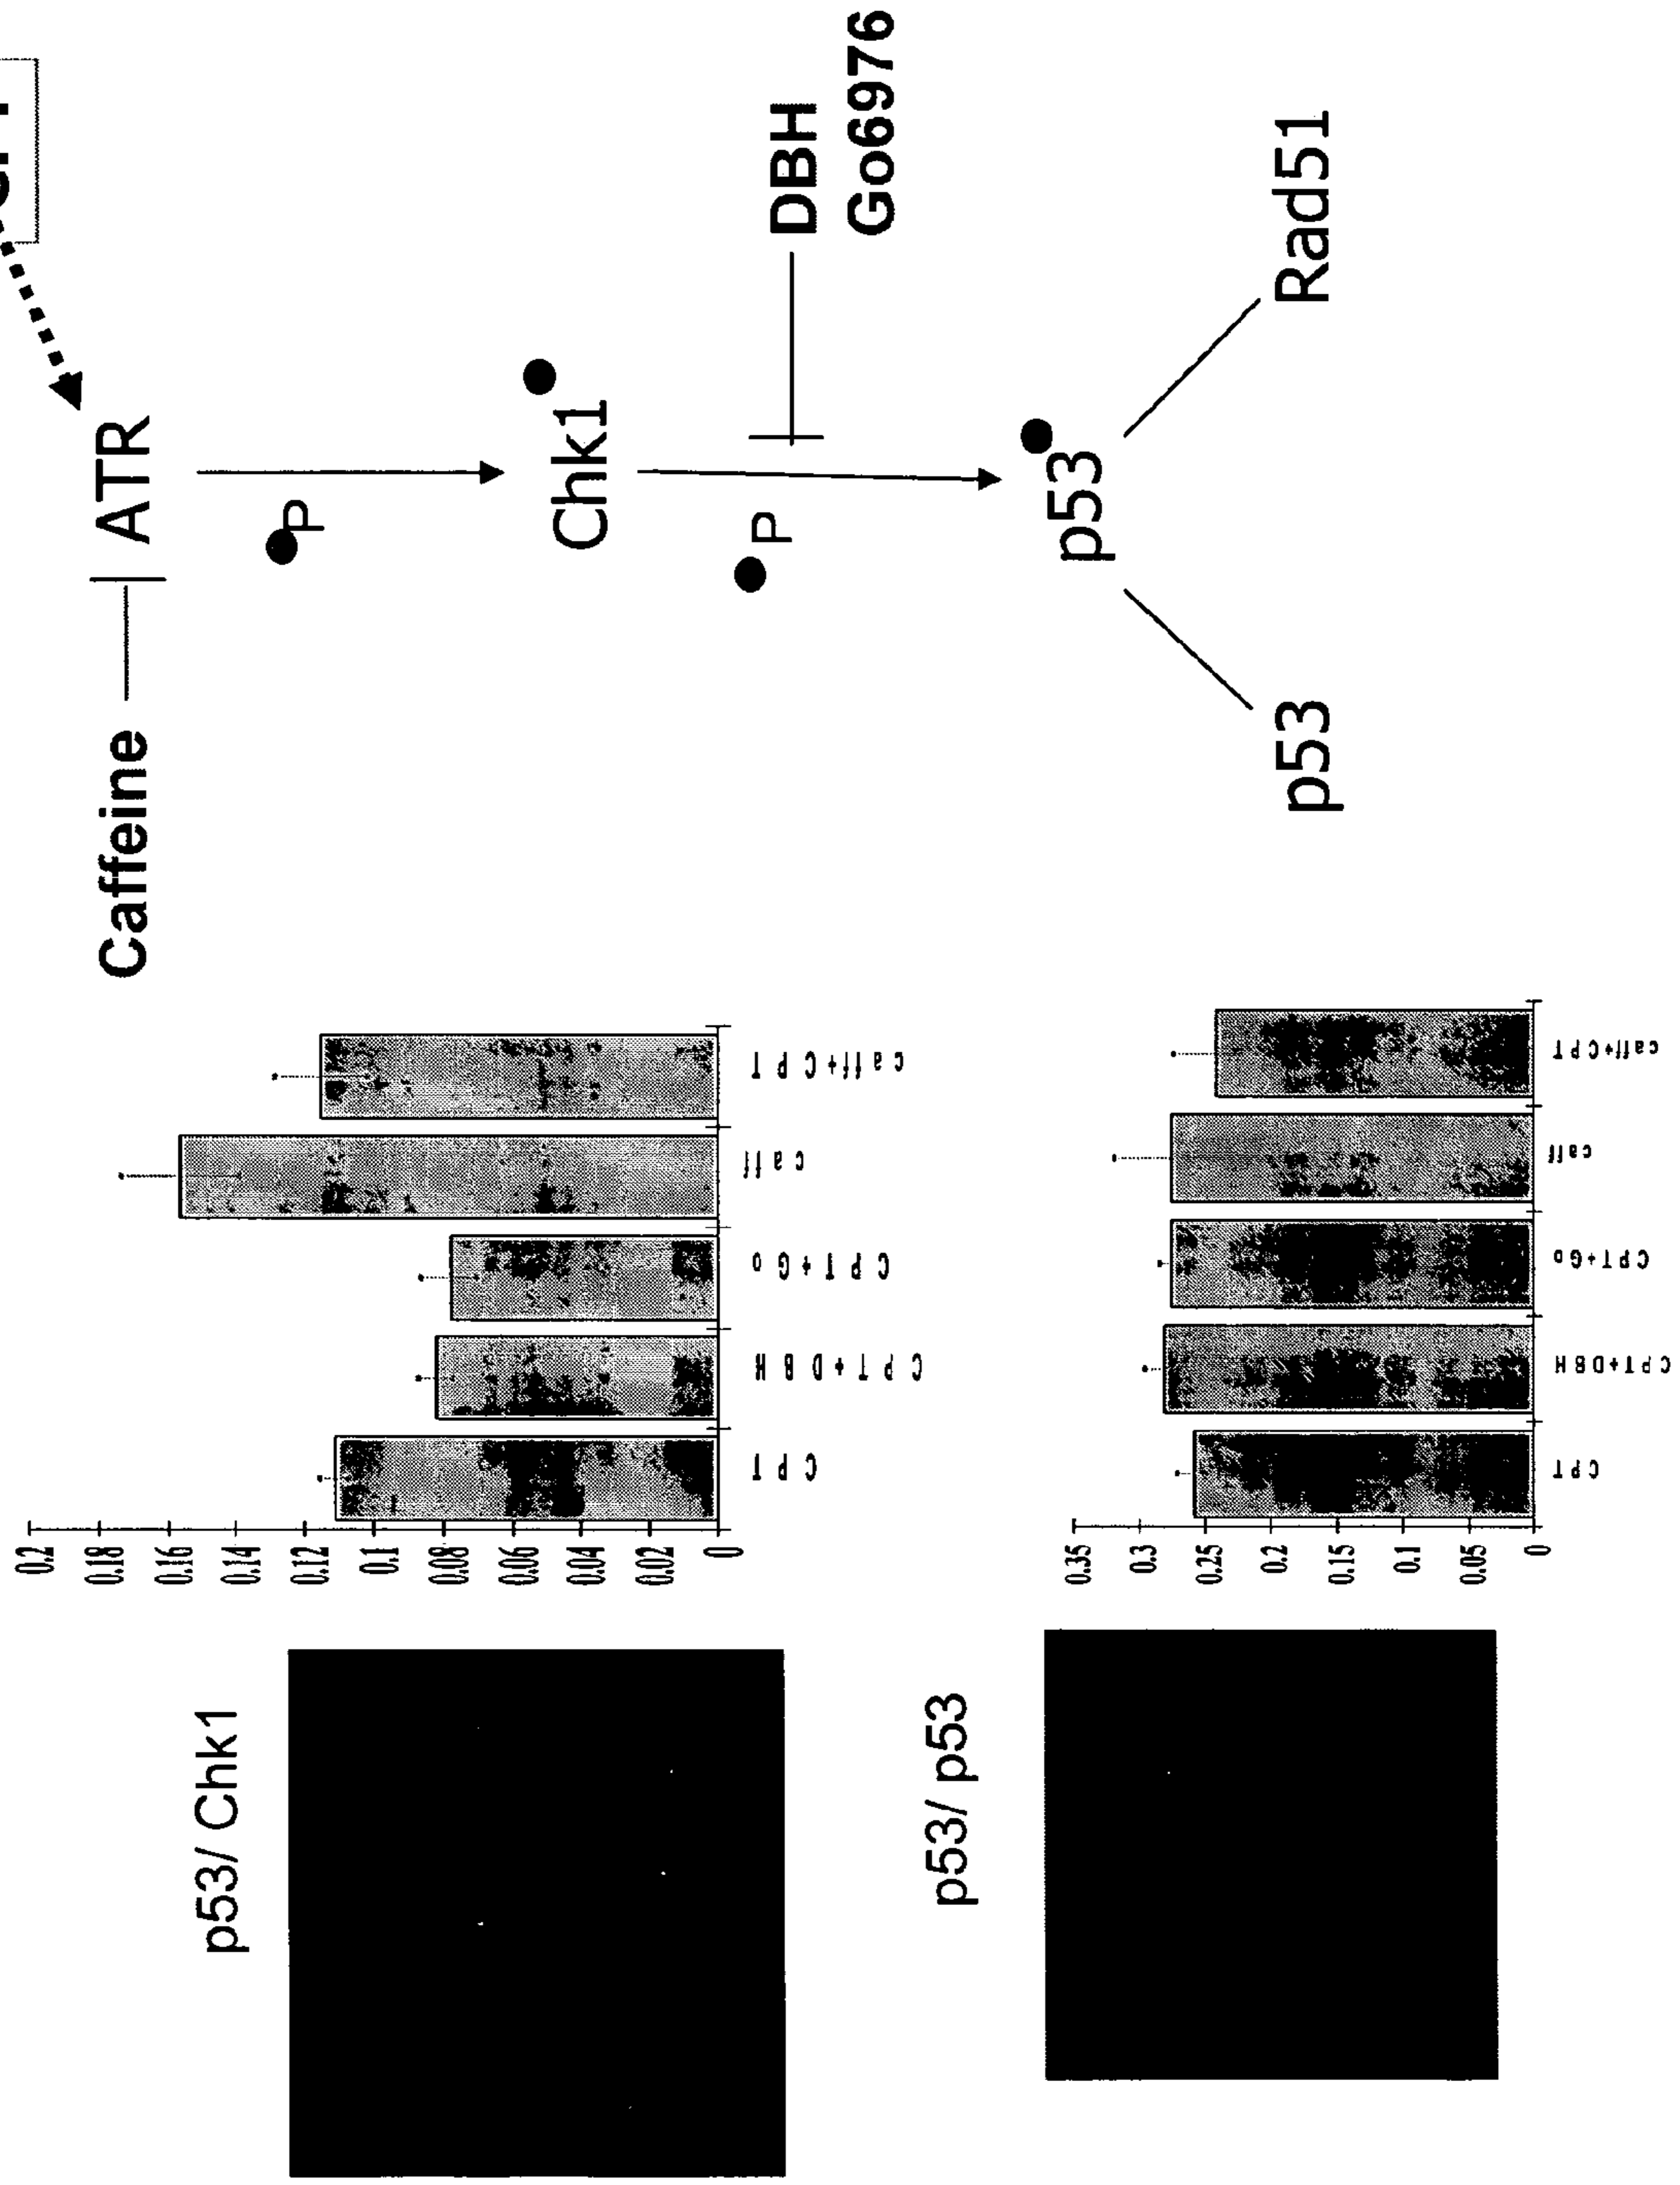 p53/ Chk1
0.2
0.18
0.16
0.14
0.12
0.1
0.08
0.06
0.04
0.02
0
CPT
CPT+DBH
CPT+Go
caff
caff+CPT
p53/ p53
0.35
0.3
0.25
0.2
0.15
0.1
0.05
0
CPT
CPT+DBH
CPT+Go
caff
caff+CPT
Caffeine
ATR
P
Chk1
P
DBH
Go6976
p53
p53
Rad51